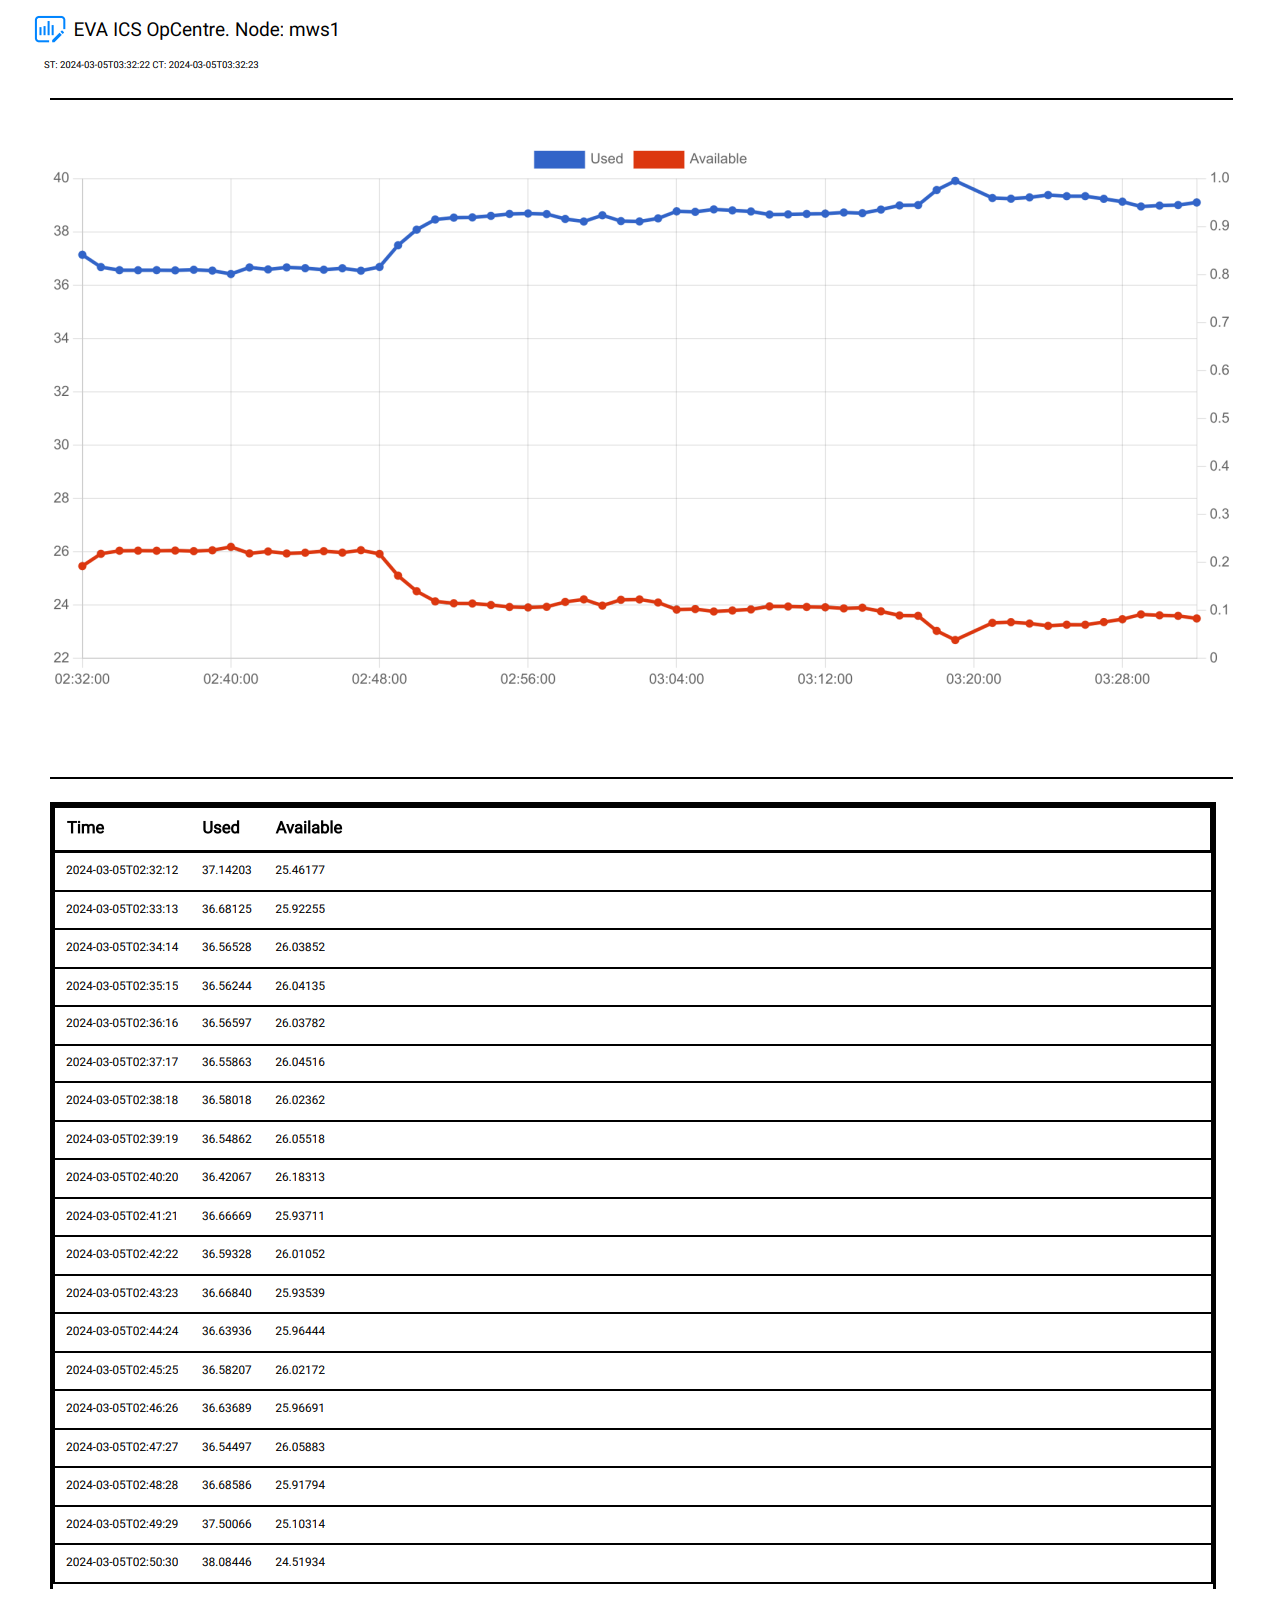 EVA ICS OpCentre. Node: mws1
ST: 2024-03-05T03:32:22 CT: 2024-03-05T03:32:23
Used Available
40 1.0
38 0.9
36 0.8
34 0.7
32 0.6
30 0.5
28 0.4
26 0.3
24 0.2
22 0.1
0
02:32:00 02:40:00 02:48:00 02:56:00 03:04:00 03:12:00 03:20:00 03:28:00
Time Used Available
2024-03-05T02:32:12 37.14203 25.46177
2024-03-05T02:33:13 36.68125 25.92255
2024-03-05T02:34:14 36.56528 26.03852
2024-03-05T02:35:15 36.56244 26.04135
2024-03-05T02:36:16 36.56597 26.03782
2024-03-05T02:37:17 36.55863 26.04516
2024-03-05T02:38:18 36.58018 26.02362
2024-03-05T02:39:19 36.54862 26.05518
2024-03-05T02:40:20 36.42067 26.18313
2024-03-05T02:41:21 36.66669 25.93711
2024-03-05T02:42:22 36.59328 26.01052
2024-03-05T02:43:23 36.66840 25.93539
2024-03-05T02:44:24 36.63936 25.96444
2024-03-05T02:45:25 36.58207 26.02172
2024-03-05T02:46:26 36.63689 25.96691
2024-03-05T02:47:27 36.54497 26.05883
2024-03-05T02:48:28 36.68586 25.91794
2024-03-05T02:49:29 37.50066 25.10314
2024-03-05T02:50:30 38.08446 24.51934